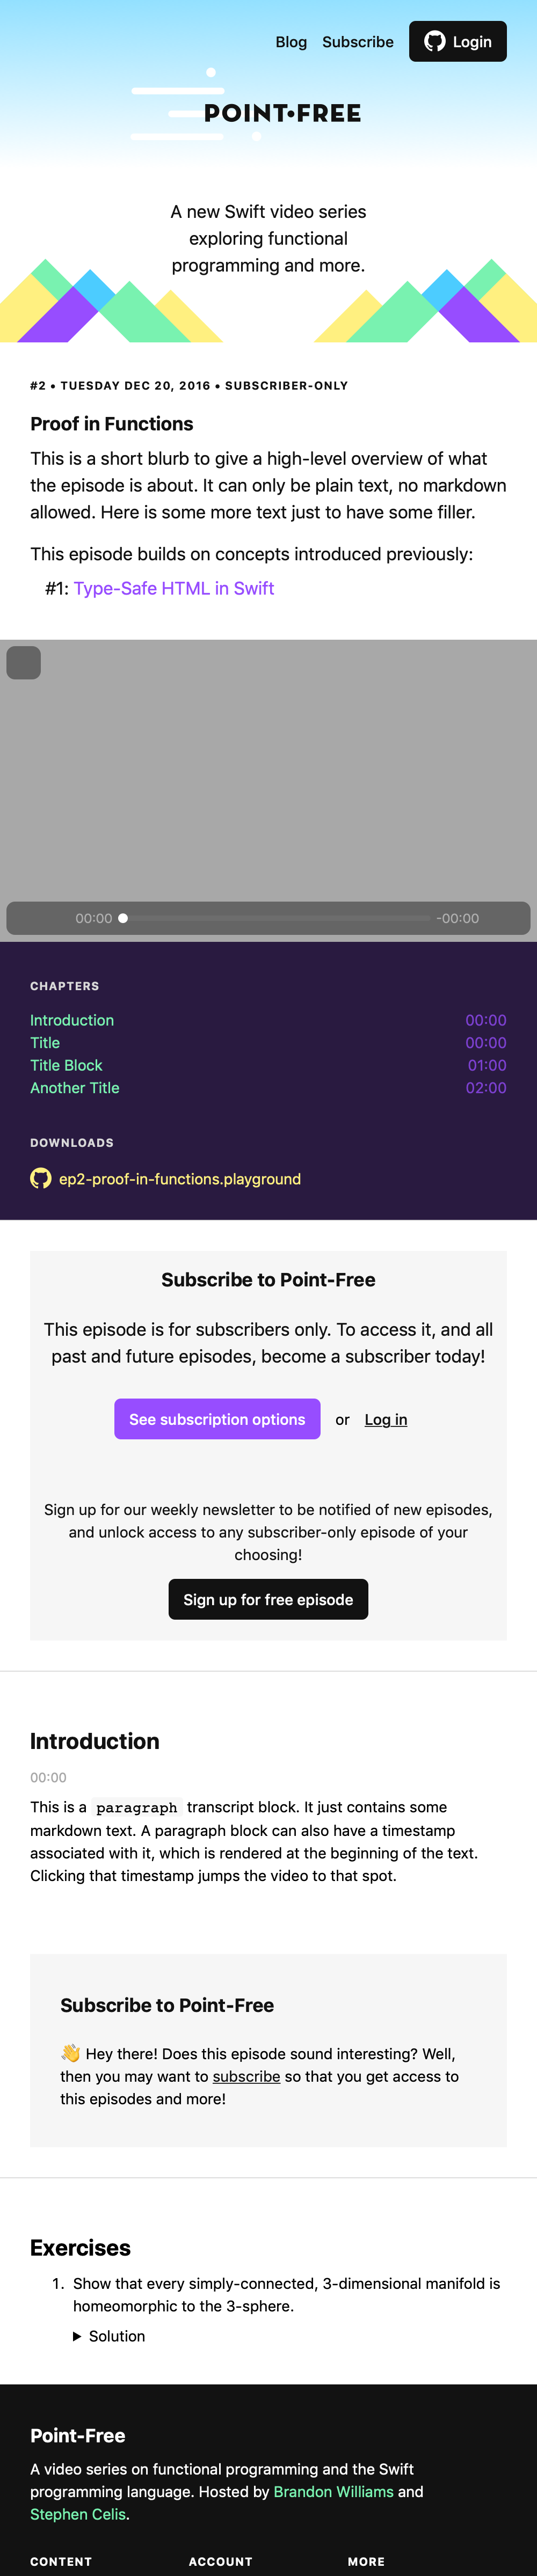 Blog Subscribe Login
POINT•FREE
A new Swift video series
exploring functional
programming and more.
#2 • TUESDAY DEC 20, 2016 • SUBSCRIBER-ONLY
Proof in Functions
This is a short blurb to give a high-level overview of what
the episode is about. It can only be plain text, no markdown
allowed. Here is some more text just to have some filler.
This episode builds on concepts introduced previously:
#1: Type-Safe HTML in Swift
00:00 -00:00
CHAPTERS
Introduction 00:00
Title 00:00
Title Block 01:00
Another Title 02:00
DOWNLOADS
ep2-proof-in-functions.playground
Subscribe to Point-Free
This episode is for subscribers only. To access it, and all
past and future episodes, become a subscriber today!
See subscription options or Log in
Sign up for our weekly newsletter to be notified of new episodes,
and unlock access to any subscriber-only episode of your
choosing!
Sign up for free episode
Introduction
00:00
This is a paragraph transcript block. It just contains some
markdown text. A paragraph block can also have a timestamp
associated with it, which is rendered at the beginning of the text.
Clicking that timestamp jumps the video to that spot.
Subscribe to Point-Free
👋 Hey there! Does this episode sound interesting? Well,
then you may want to subscribe so that you get access to
this episodes and more!
Exercises
1. Show that every simply-connected, 3-dimensional manifold is
homeomorphic to the 3-sphere.
▶ Solution
Point-Free
A video series on functional programming and the Swift
programming language. Hosted by Brandon Williams and
Stephen Celis.
CONTENT ACCOUNT MORE